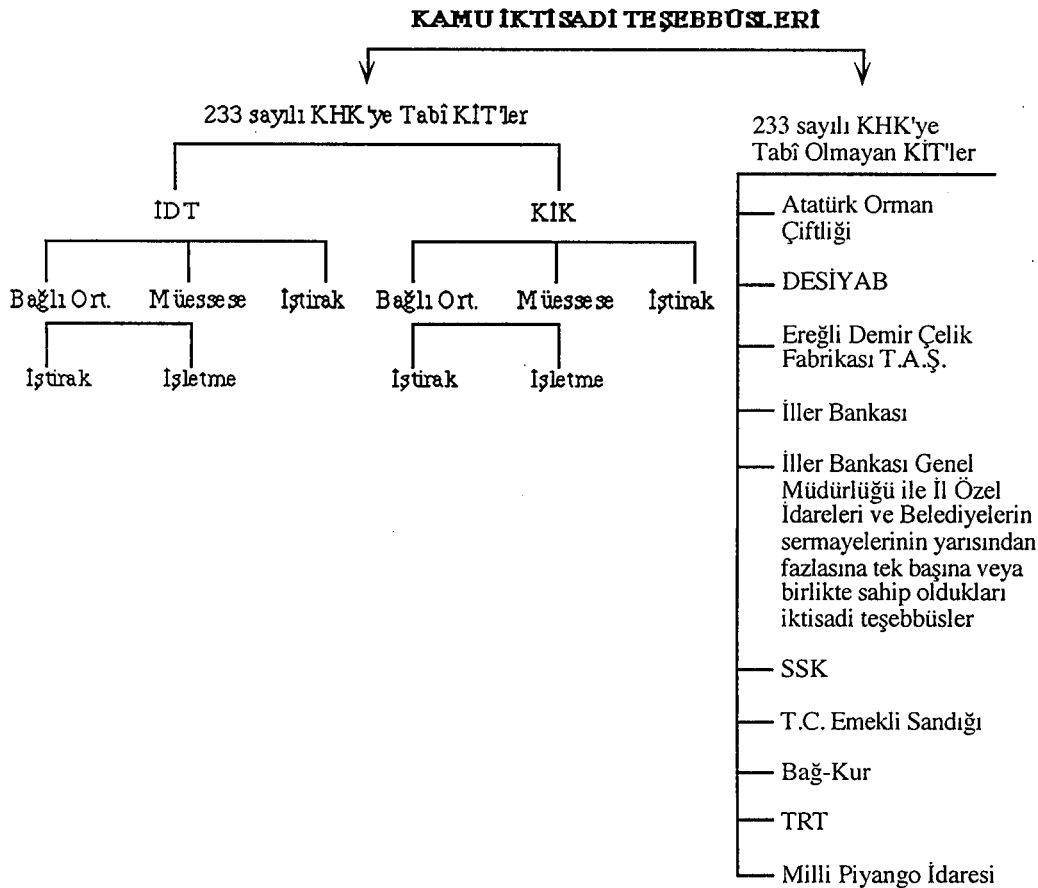 KAMU İKTİSADİ TEŞEBBÜSLERİ
233 sayılı KHK'ye Tabî KİT'ler
İDT
KİK
Bağlı Ort.
Müessese
İştirak
Bağlı Ort.
Müessese
İştirak
İştirak
İşletme
İştirak
İşletme
233 sayılı KHK'ye
Tabî Olmayan KİT'ler
Atatürk Orman
Çiftliği
DESİYAB
Ereğli Demir Çelik
Fabrikası T.A.Ş.
İller Bankası
İller Bankası Genel
Müdürlüğü ile İl Özel
İdareleri ve Belediyelerin
sermayelerinin yarısından
fazlasına tek başına veya
birlikte sahip oldukları
iktisadi teşebbüsler
SSK
T.C. Emekli Sandığı
Bağ-Kur
TRT
Milli Piyango İdaresi